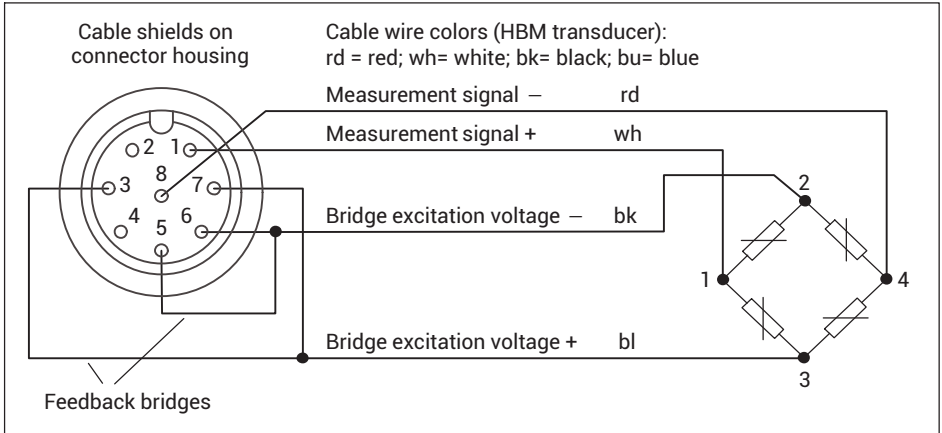 Cable shields on
connector housing
Cable wire colors (HBM transducer):
rd = red; wh= white; bk= black; bu= blue
Measurement signal − rd
Measurement signal + wh
2 1
8
3 7
4 6
5
Bridge excitation voltage − bk
2
1 4
3
Bridge excitation voltage + bl
Feedback bridges